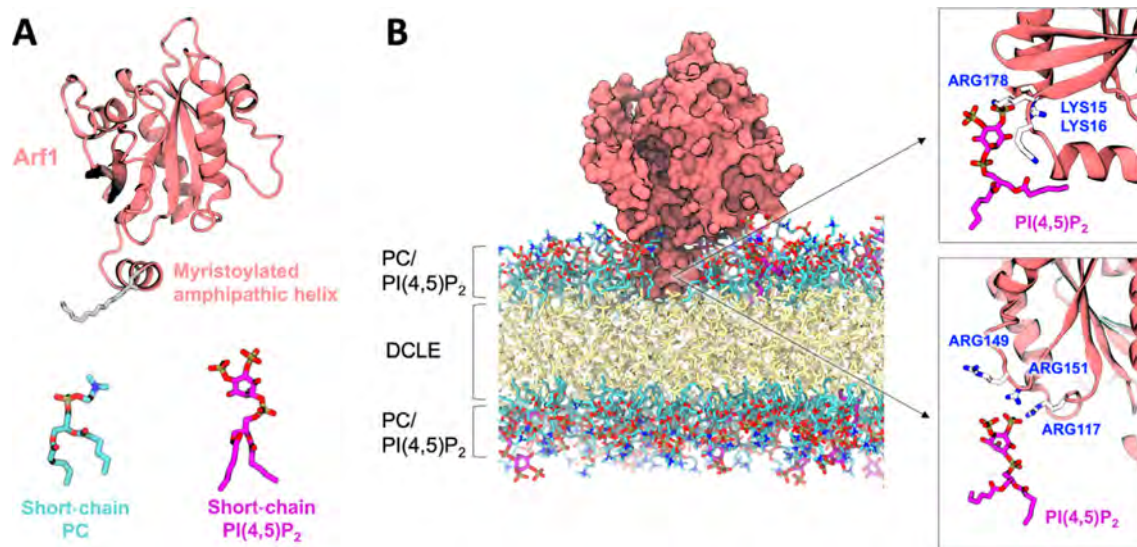 A
Arf1
Myristoylated
amphipathic helix
Short-chain
PC
Short-chain
PI(4,5)P₂
B
PC/
PI(4,5)P₂
DCLE
PC/
PI(4,5)P₂
ARG178
LYS15
LYS16
PI(4,5)P₂
ARG149
ARG151
ARG117
PI(4,5)P₂